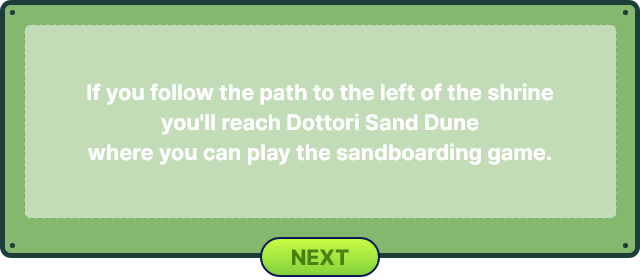 If you follow the path to the left of the shrine
you'll reach Dottori Sand Dune
where you can play the sandboarding game.
NEXT